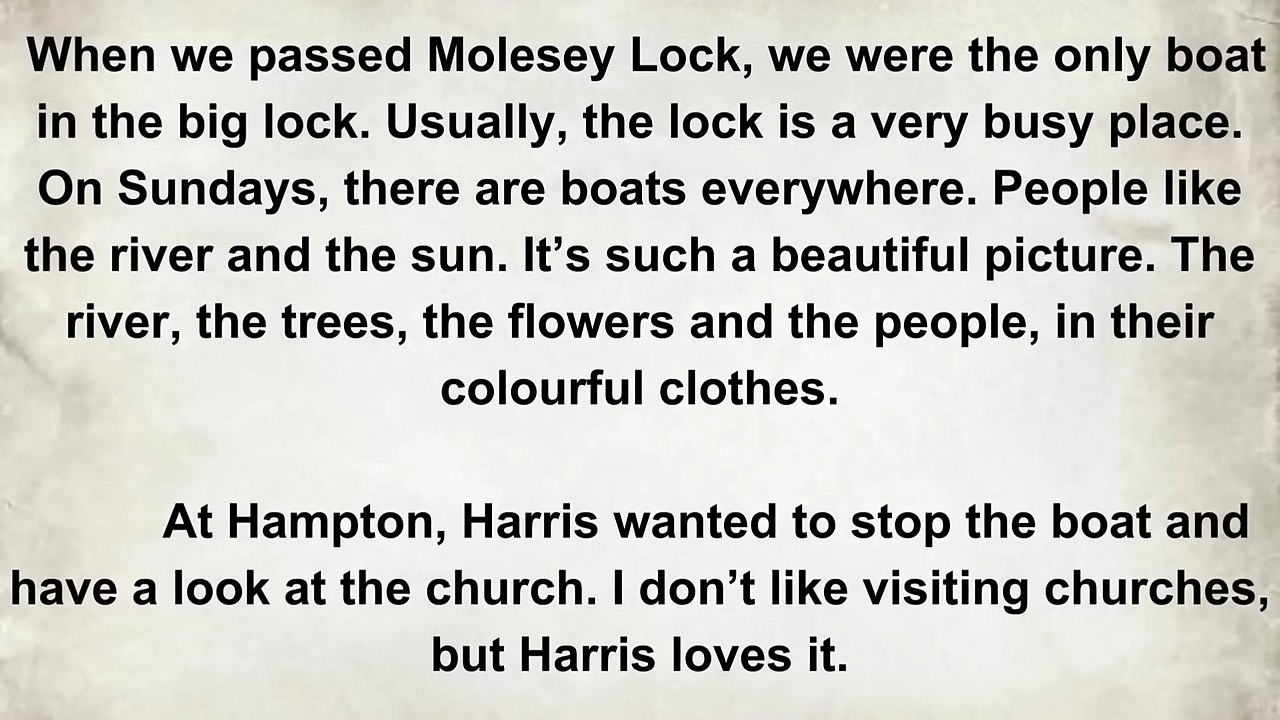 When we passed Molesey Lock, we were the only boat
in the big lock. Usually, the lock is a very busy place.
On Sundays, there are boats everywhere. People like
the river and the sun. It’s such a beautiful picture. The
river, the trees, the flowers and the people, in their
colourful clothes.
At Hampton, Harris wanted to stop the boat and
have a look at the church. I don’t like visiting churches,
but Harris loves it.